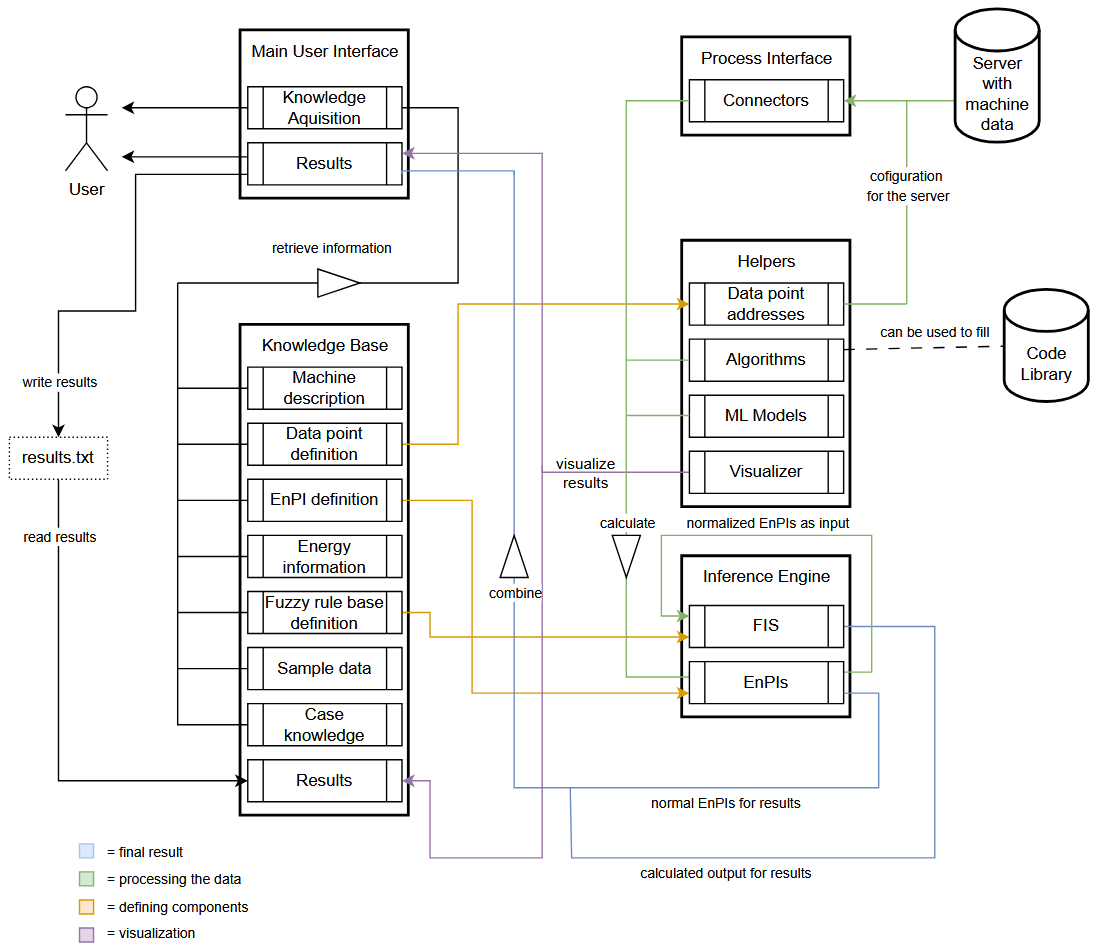 Main User Interface
Knowledge
Aquisition
Results
User
retrieve information
Process Interface
Connectors
Server
with
machine
data
cofiguration
for the server
Helpers
Data point
addresses
Algorithms
ML Models
Visualizer
can be used to fill
Code
Library
Knowledge Base
Machine
description
Data point
definition
EnPI definition
Energy
information
Fuzzy rule base
definition
Sample data
Case
knowledge
Results
write results
results.txt
read results
visualize
results
calculate
combine
normalized EnPIs as input
Inference Engine
FIS
EnPIs
normal EnPIs for results
calculated output for results
= final result
= processing the data
= defining components
= visualization